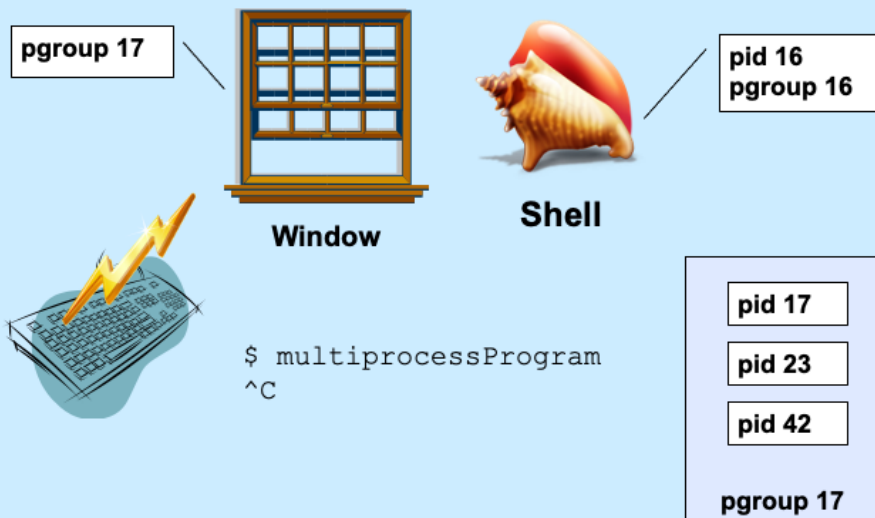 pgroup 17
Window
Shell
pid 16
pgroup 16
$ multiprocessProgram
^C
pid 17
pid 23
pid 42
pgroup 17